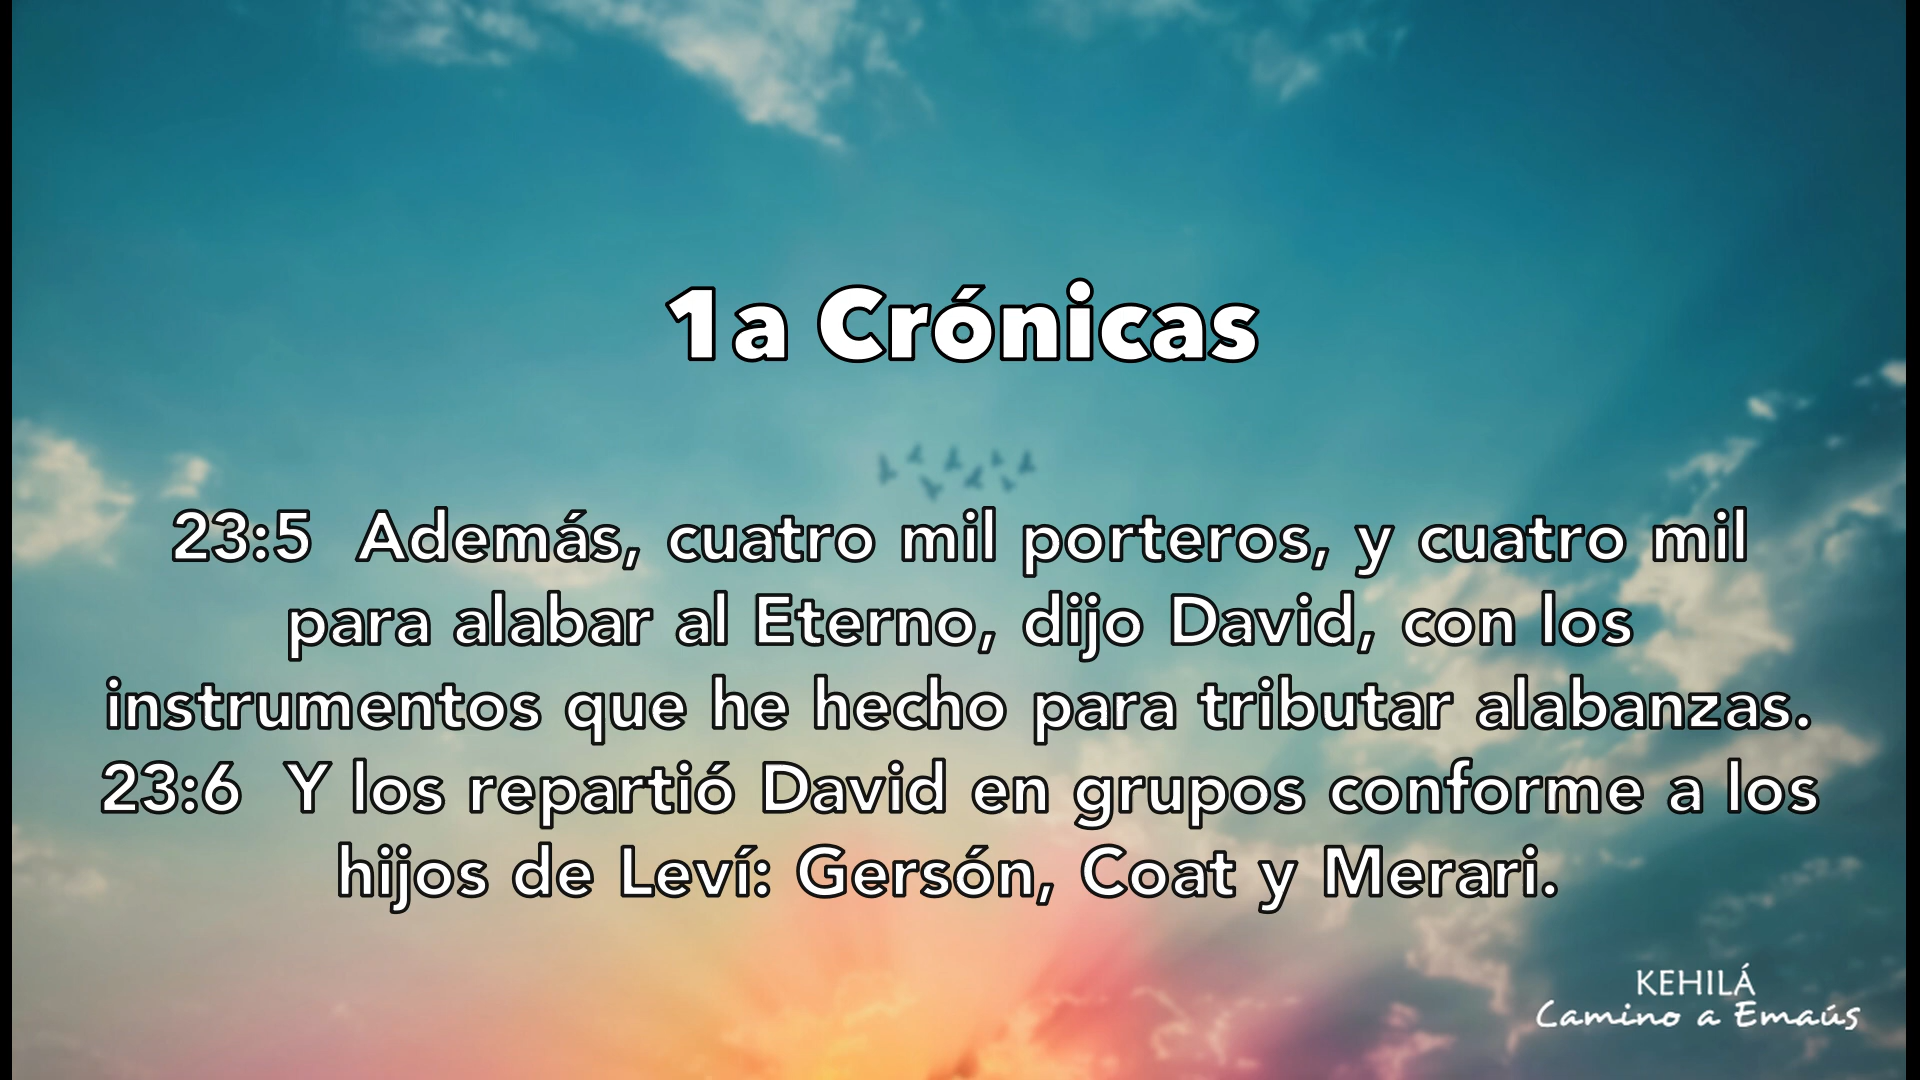 1a Crónicas
23:5 Además, cuatro mil porteros, y cuatro mil
para alabar al Eterno, dijo David, con los
instrumentos que he hecho para tributar alabanzas.
23:6 Y los repartió David en grupos conforme a los
hijos de Leví: Gersón, Coat y Merari.
KEHILÁ
Camino a Emaús